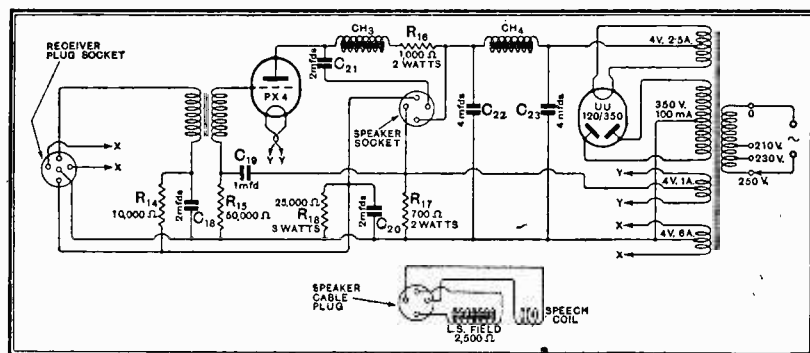 RECEIVER
PLUG SOCKET
X
X
R14
10,000 Ω
2mfds
C18
R15
50,000 Ω
C19
1mfd
PX4
Y Y
2mfds
C21
CH3
R16
1,000 Ω
2 WATTS
SPEAKER
SOCKET
25,000 Ω
R18
3 WATTS
2mfds
C20
R17
700 Ω
2 WATTS
CH4
4 mfds
C22
4 mfds
C23
UU
120/350
4V, 2·5A.
350 V.
100 mA
Y
4V, 1A.
Y
X
4V, 6A.
X
0
210 V.
230 V.
250 V.
~
SPEAKER
CABLE
PLUG
L.S. FIELD
2,500 Ω
SPEECH
COIL